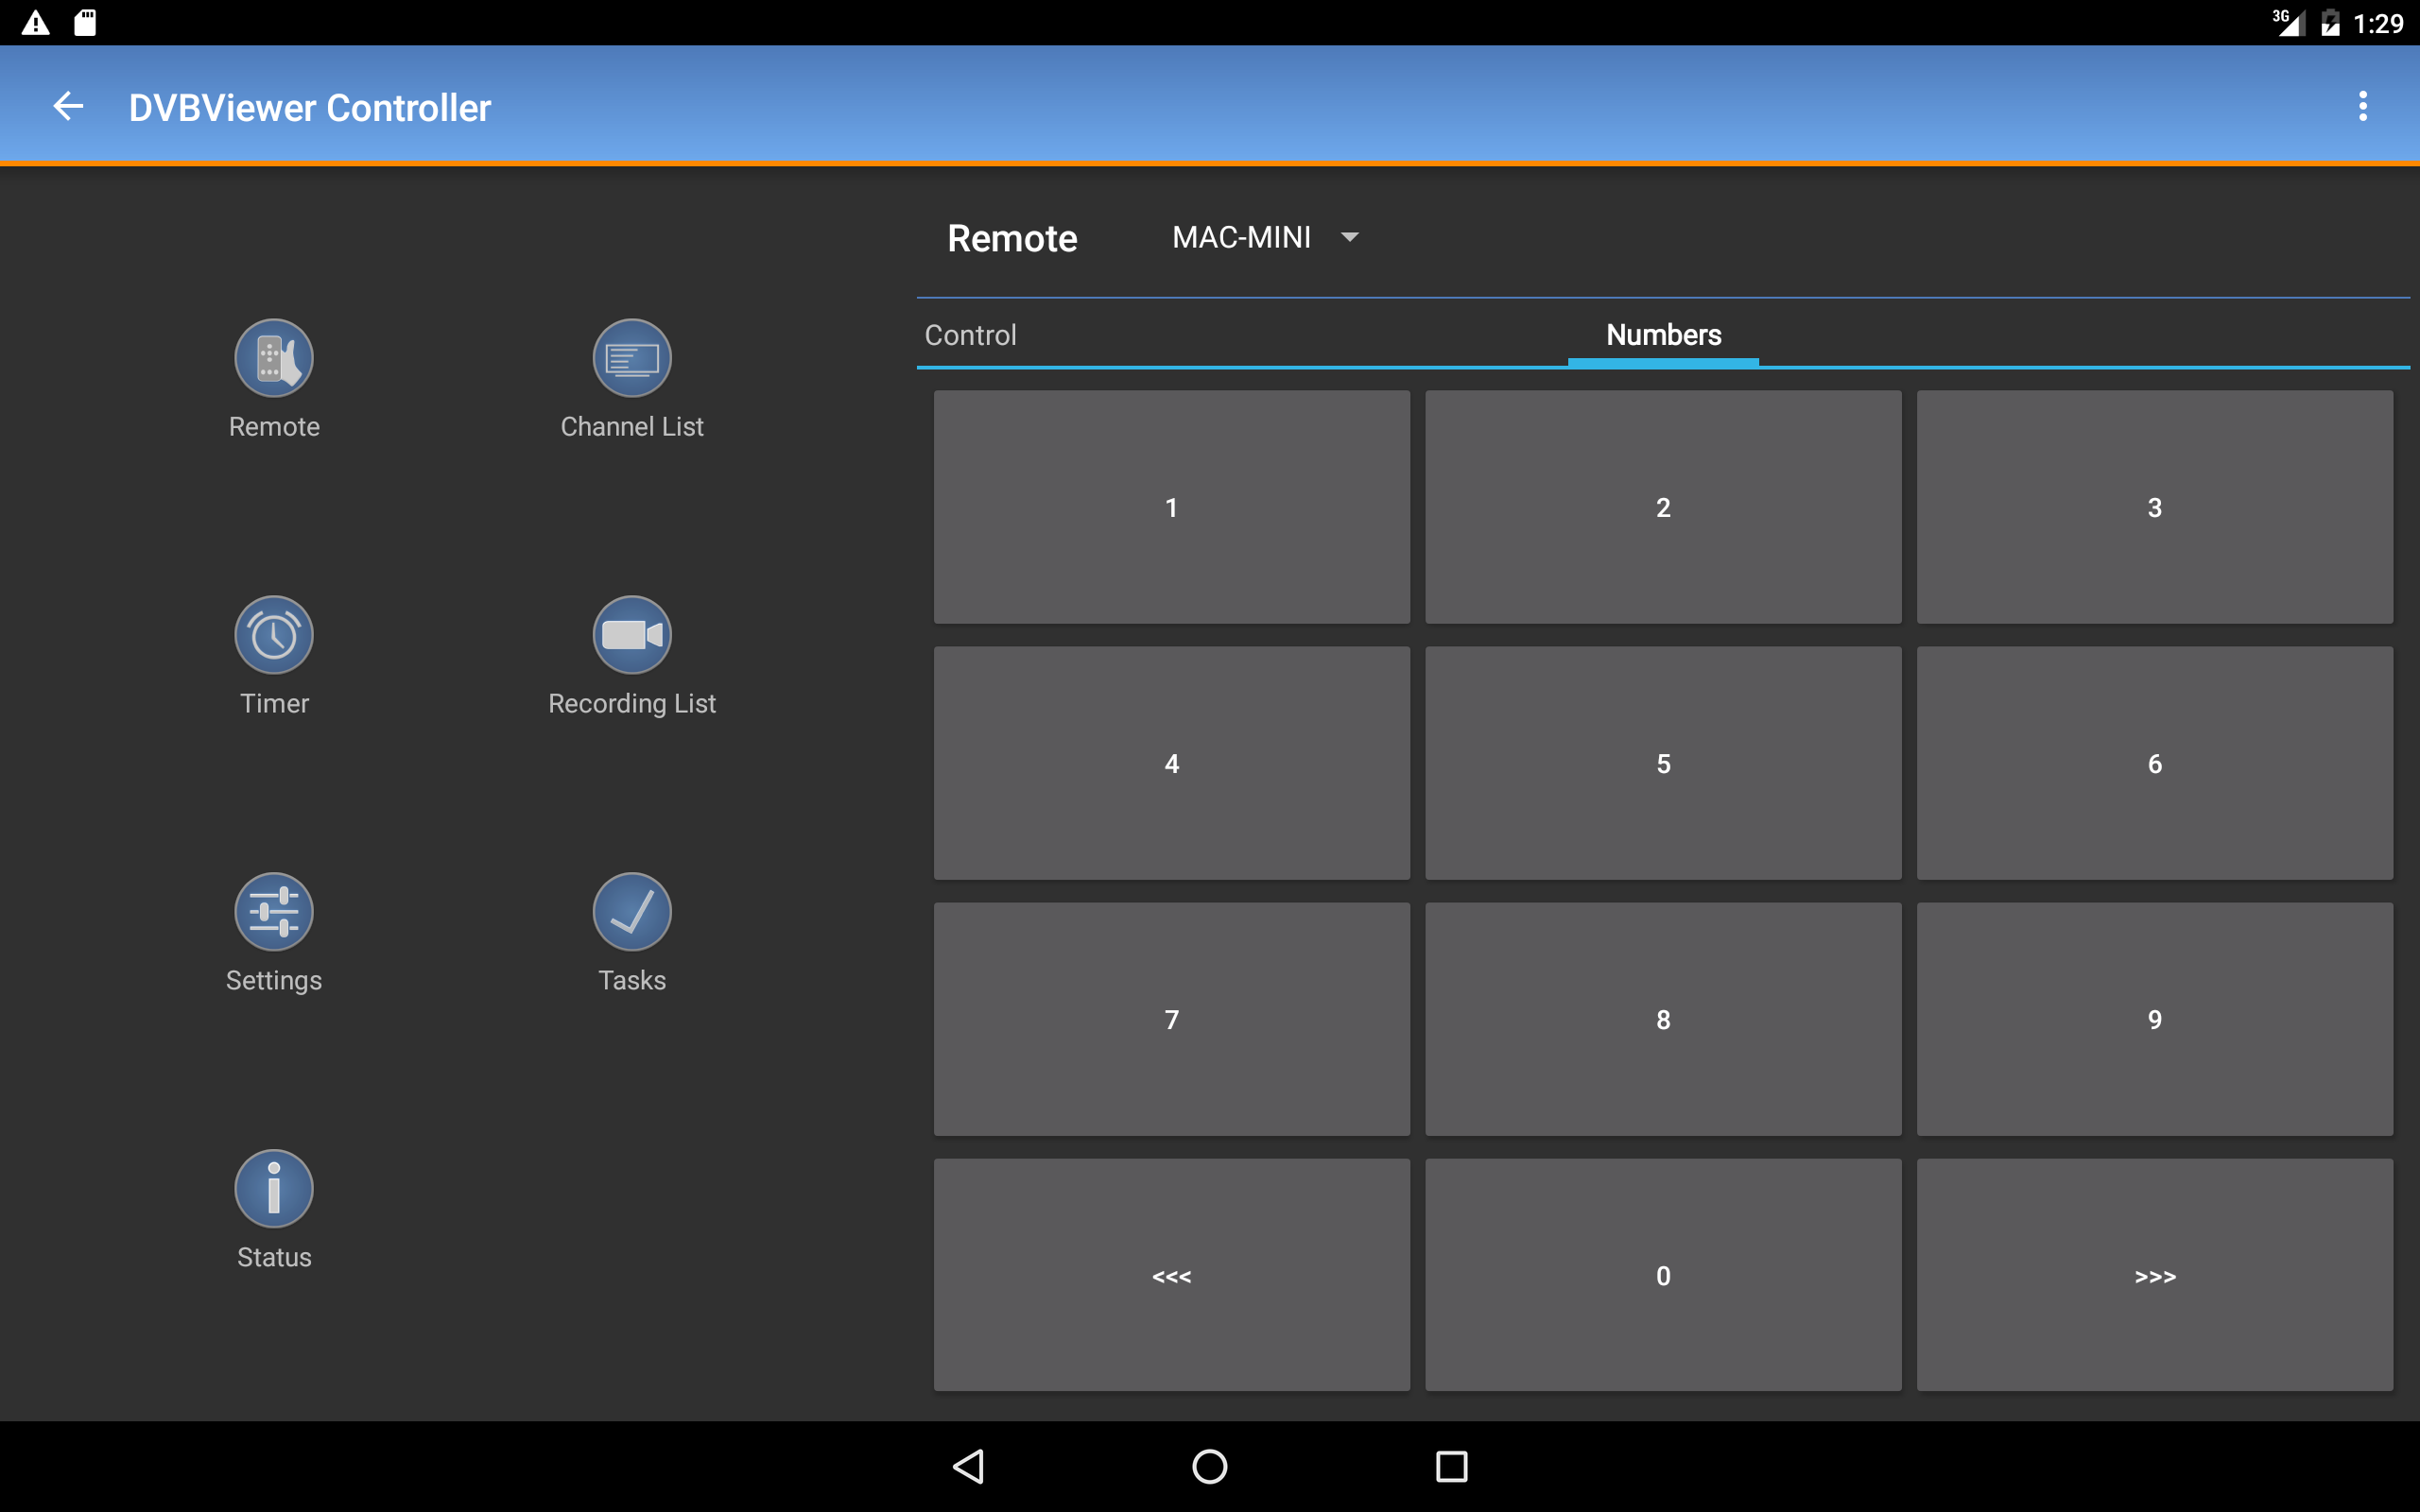 3G 1:29
DVBViewer Controller
Remote MAC-MINI
Control Numbers
Remote Channel List
Timer Recording List
Settings Tasks
Status
1 2 3
4 5 6
7 8 9
<<< 0 >>>